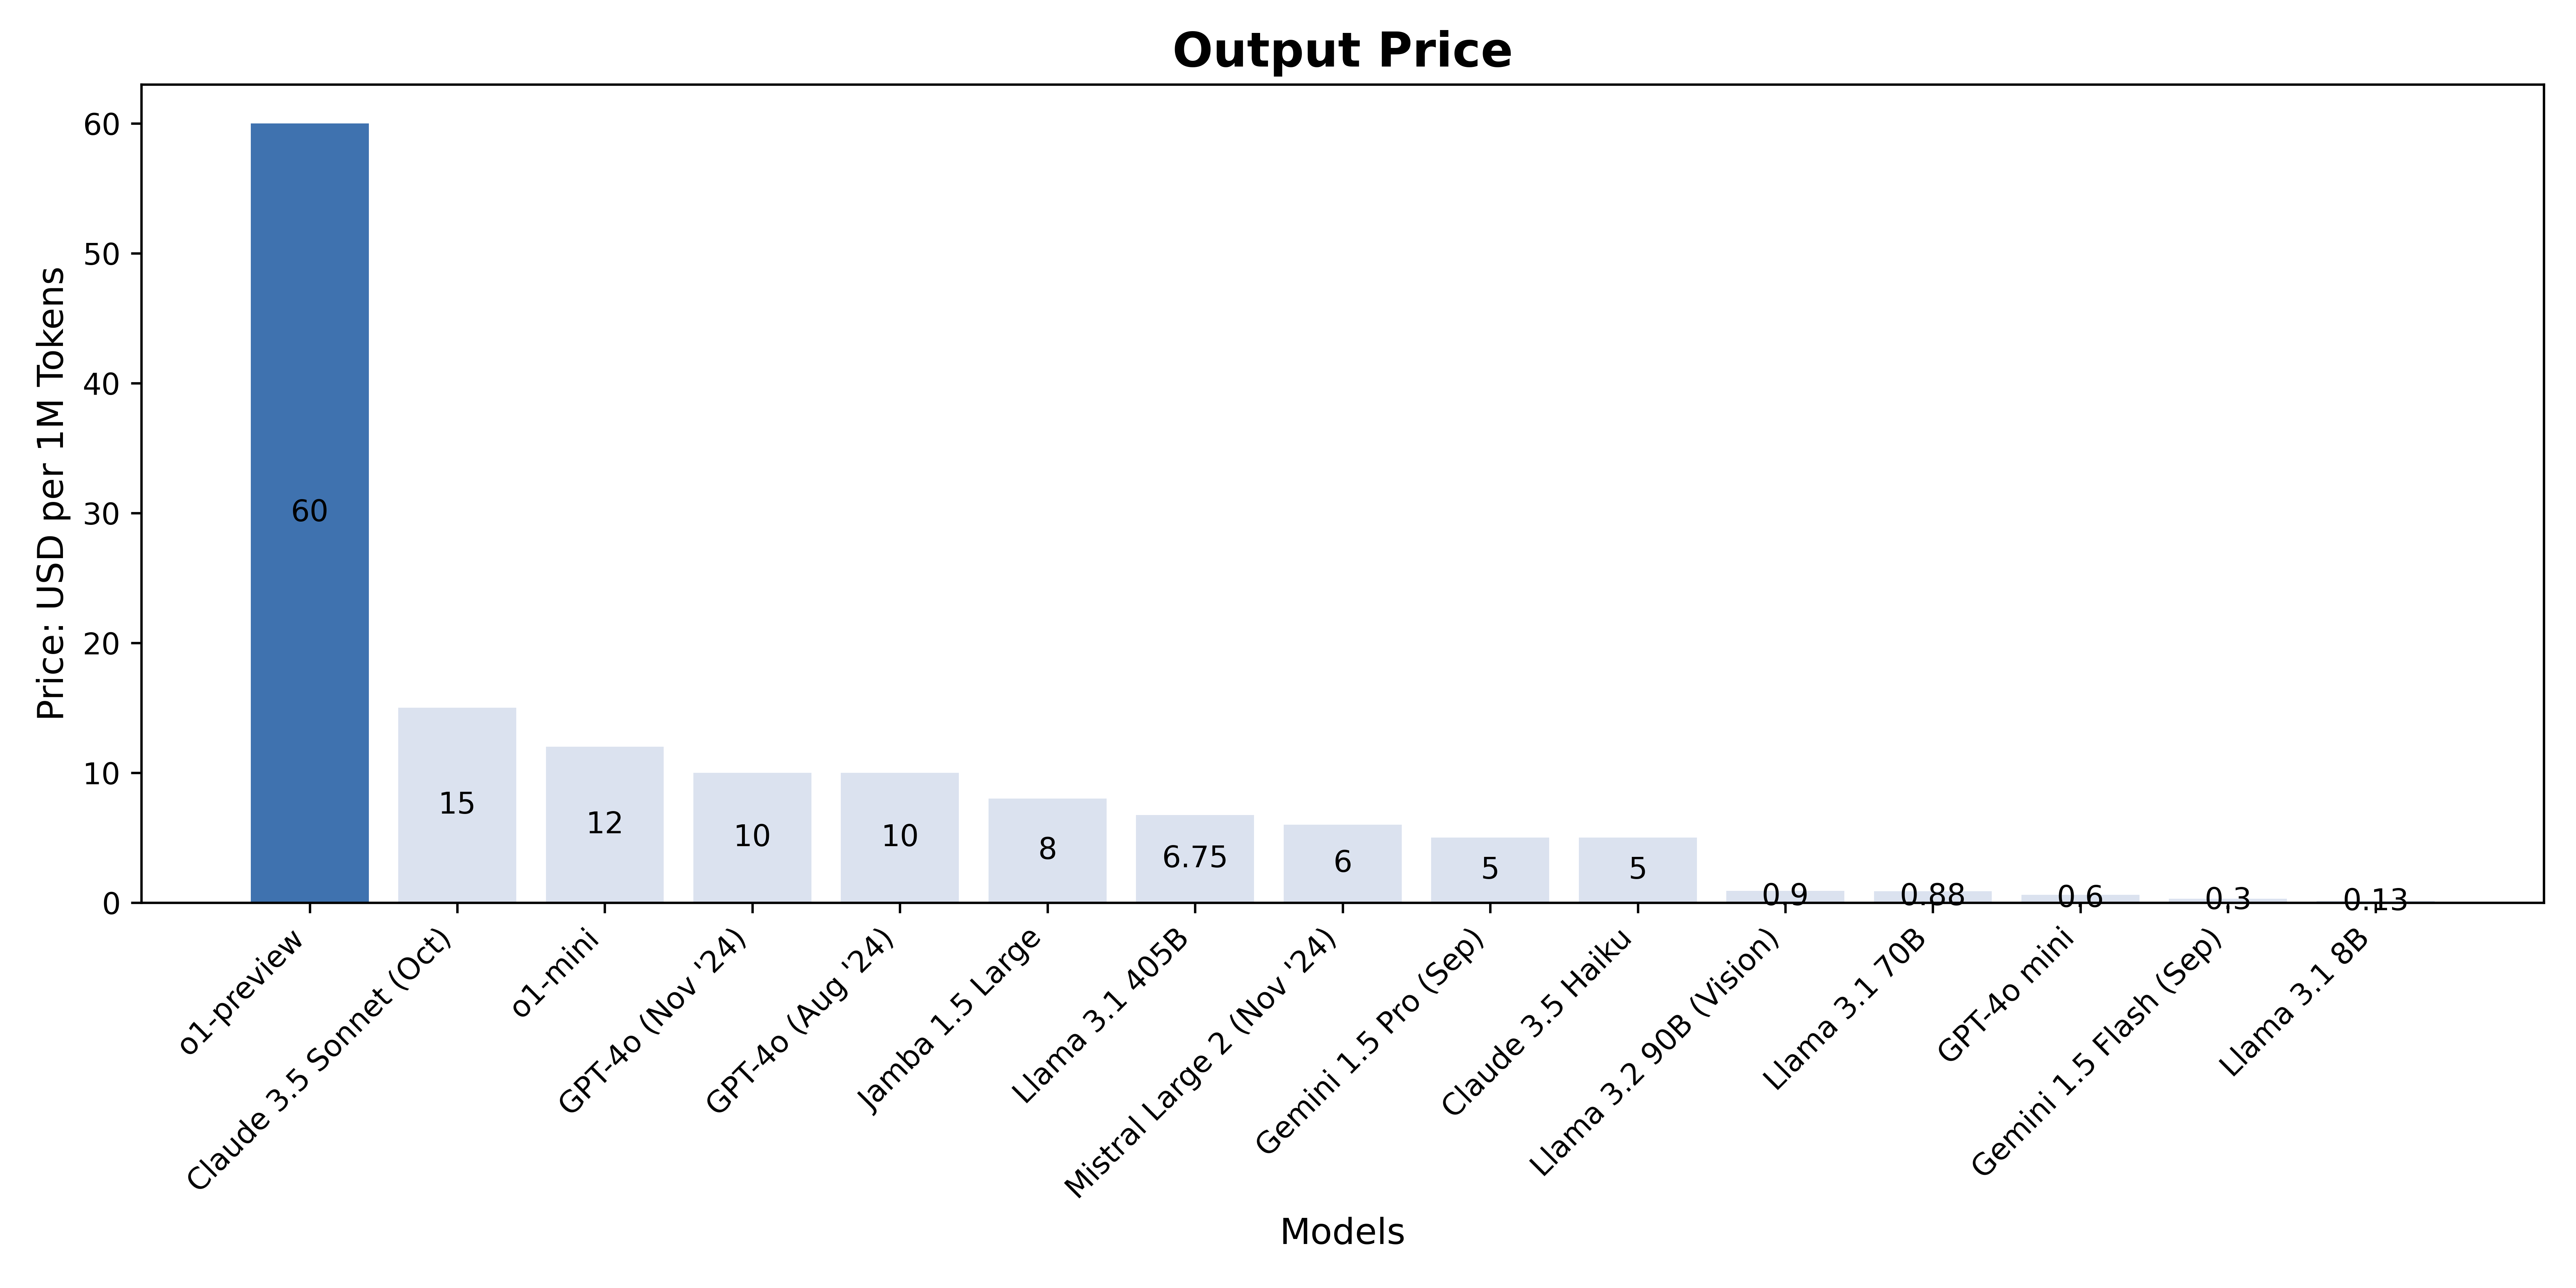 Output Price
Price: USD per 1M Tokens
60
50
40
30
20
10
0
60
15
12
10
10
8
6.75
6
5
5
0.9
0.88
0.6
0.3
0.13
o1-preview
Claude 3.5 Sonnet (Oct)
o1-mini
GPT-4o (Nov '24)
GPT-4o (Aug '24)
Jamba 1.5 Large
Llama 3.1 405B
Mistral Large 2 (Nov '24)
Gemini 1.5 Pro (Sep)
Claude 3.5 Haiku
Llama 3.2 90B (Vision)
Llama 3.1 70B
GPT-4o mini
Gemini 1.5 Flash (Sep)
Llama 3.1 8B
Models